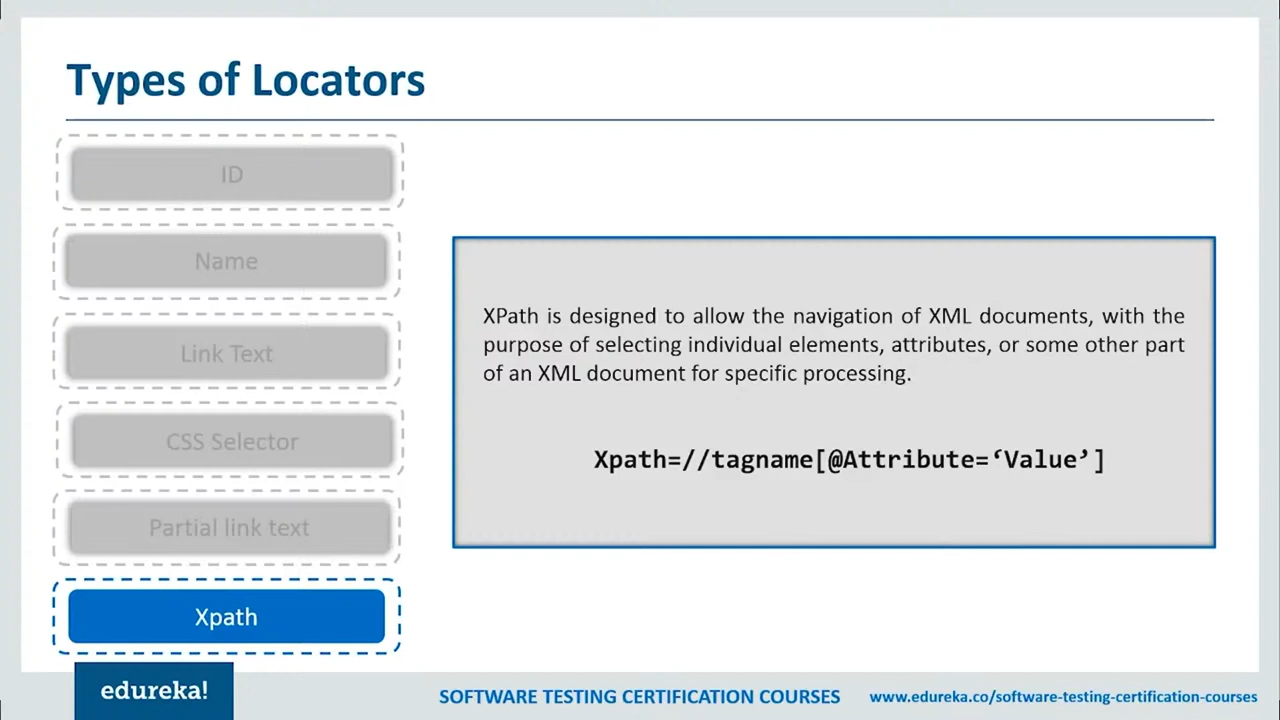 Types of Locators
ID
Name
Link Text
CSS Selector
Partial link text
Xpath
XPath is designed to allow the navigation of XML documents, with the
purpose of selecting individual elements, attributes, or some other part
of an XML document for specific processing.
Xpath=//tagname[@Attribute=‘Value’]
edureka!
SOFTWARE TESTING CERTIFICATION COURSES
www.edureka.co/software-testing-certification-courses